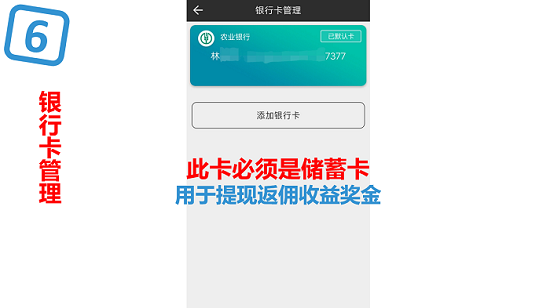 6
银行卡管理
银行卡管理
农业银行
已默认卡
林
7377
添加银行卡
此卡必须是储蓄卡
用于提现返佣收益奖金